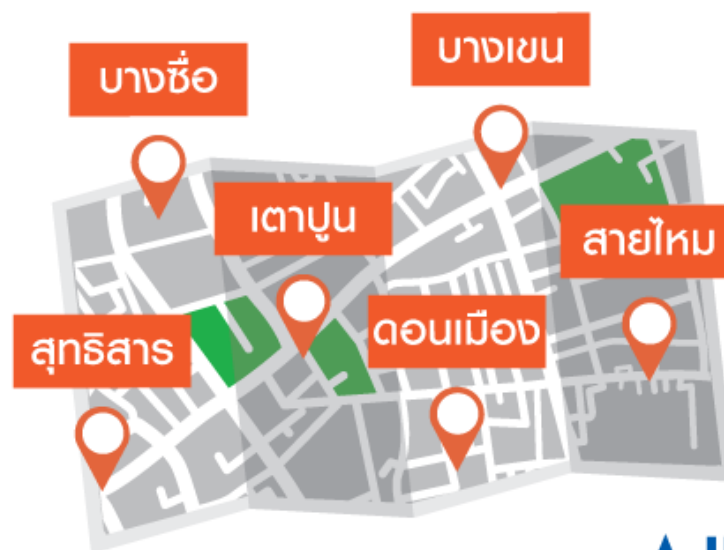 บางซื่อ
บางเขน
เตาปูน
สายไหม
สุทธิสาร
ดอนเมือง